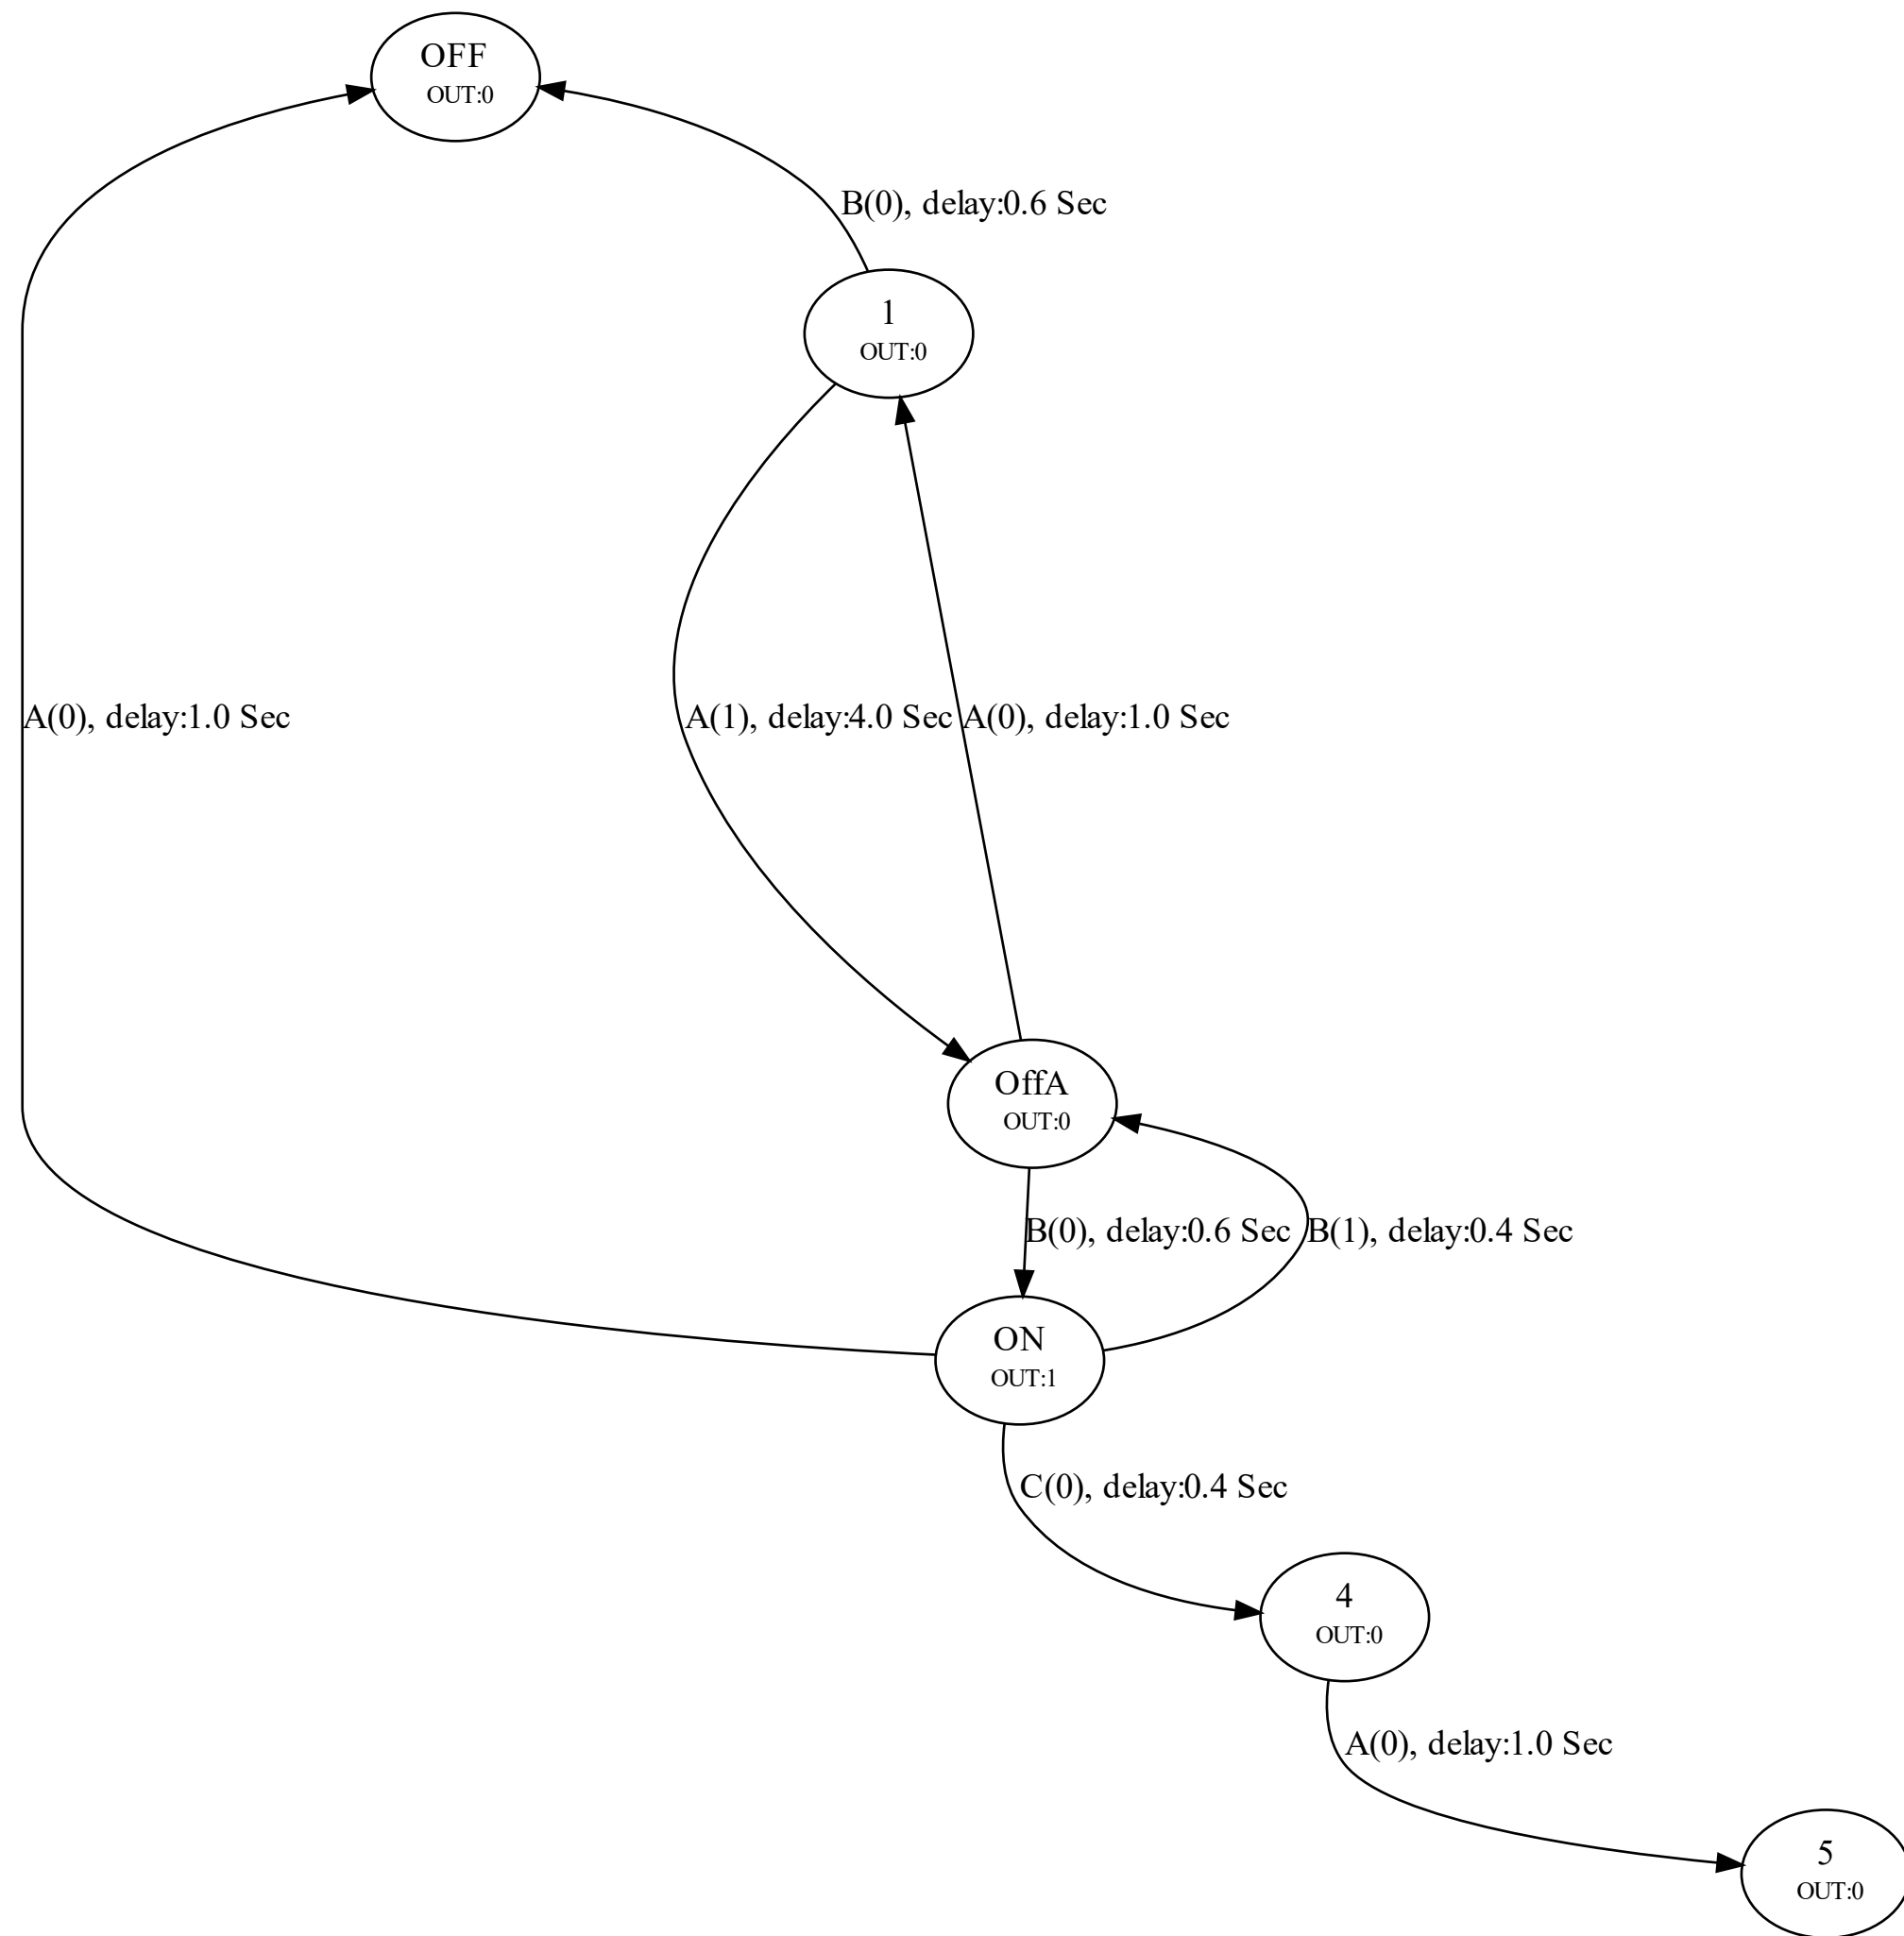 OFF
OUT:0
B(0), delay:0.6 Sec
1
OUT:0
A(0), delay:1.0 Sec
A(1), delay:4.0 Sec
A(0), delay:1.0 Sec
OffA
OUT:0
B(0), delay:0.6 Sec
B(1), delay:0.4 Sec
ON
OUT:1
C(0), delay:0.4 Sec
4
OUT:0
A(0), delay:1.0 Sec
5
OUT:0